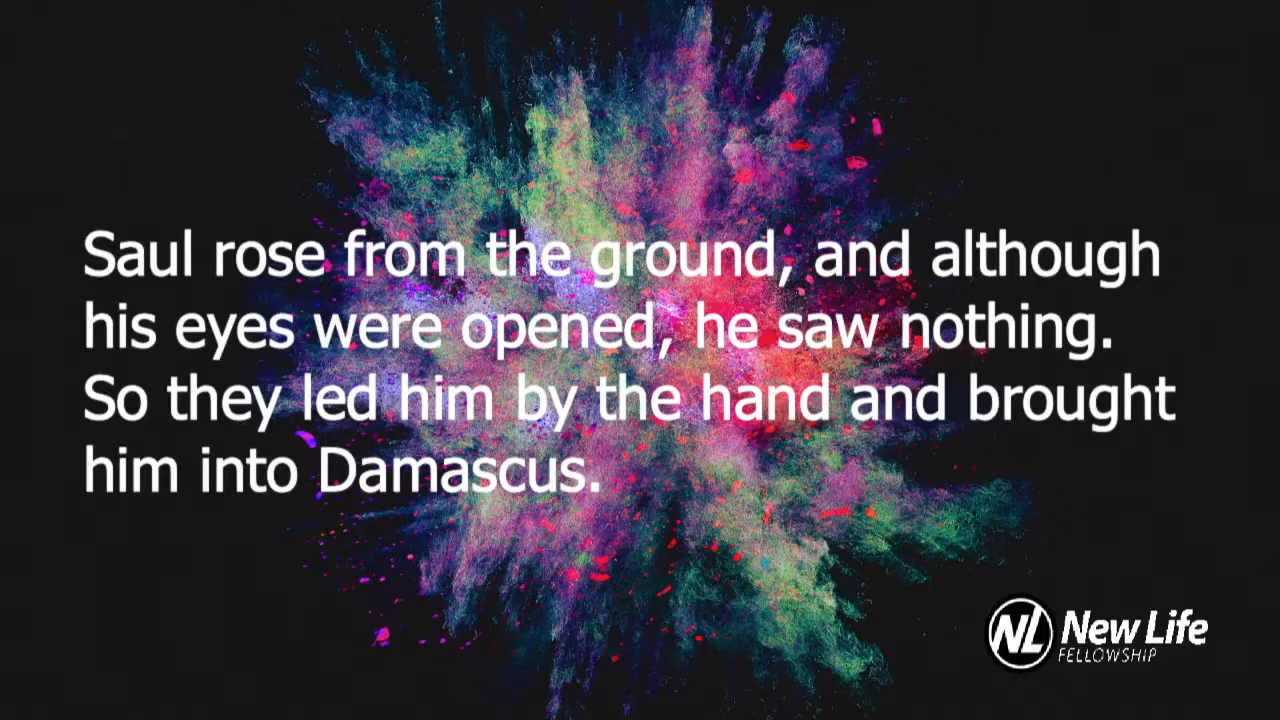 Saul rose from the ground, and although
his eyes were opened, he saw nothing.
So they led him by the hand and brought
him into Damascus.
NL New Life
FELLOWSHIP